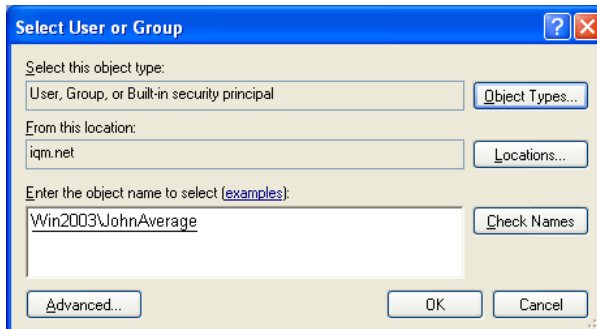 Select User or Group
Select this object type:
User, Group, or Built-in security principal
Object Types...
From this location:
iqm.net
Locations...
Enter the object name to select (examples):
Win2003\JohnAverage
Check Names
Advanced...
OK
Cancel